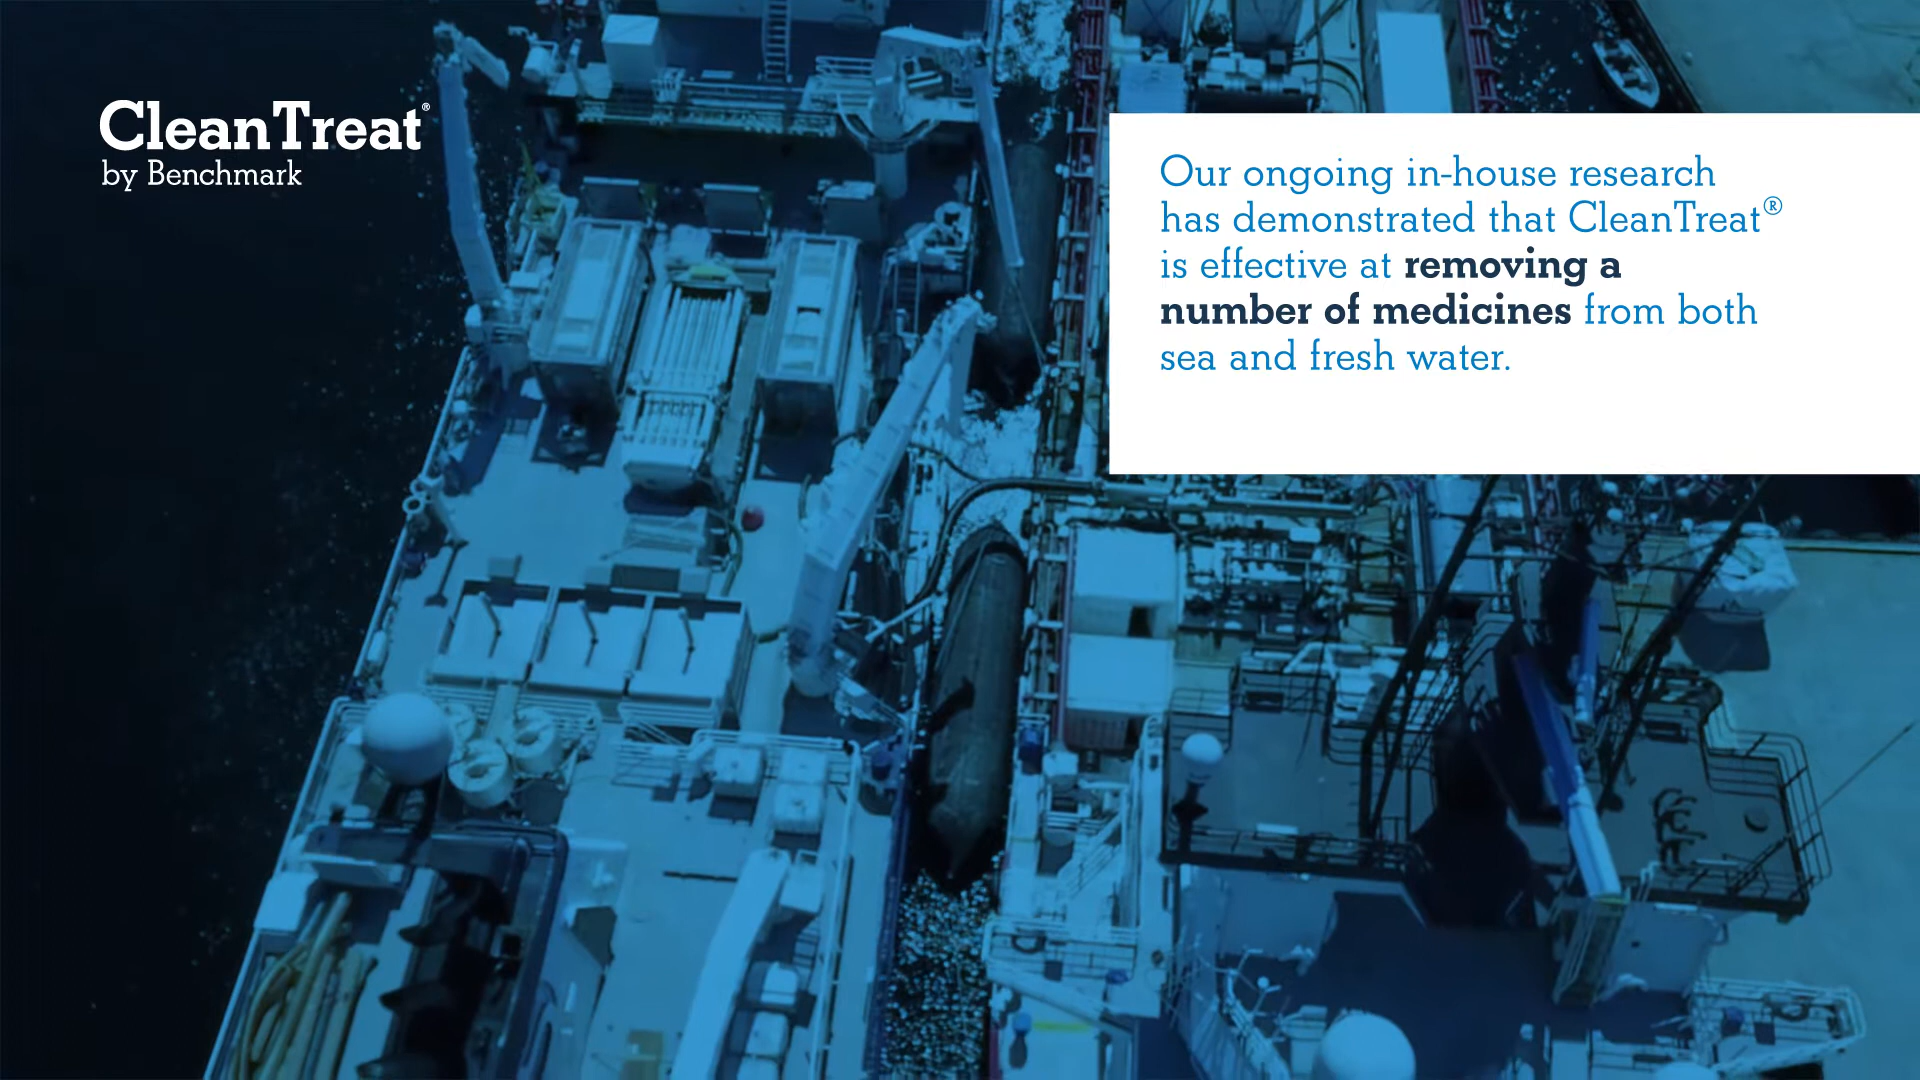 CleanTreat®
by Benchmark
Our ongoing in-house research
has demonstrated that CleanTreat®
is effective at removing a
number of medicines from both
sea and fresh water.